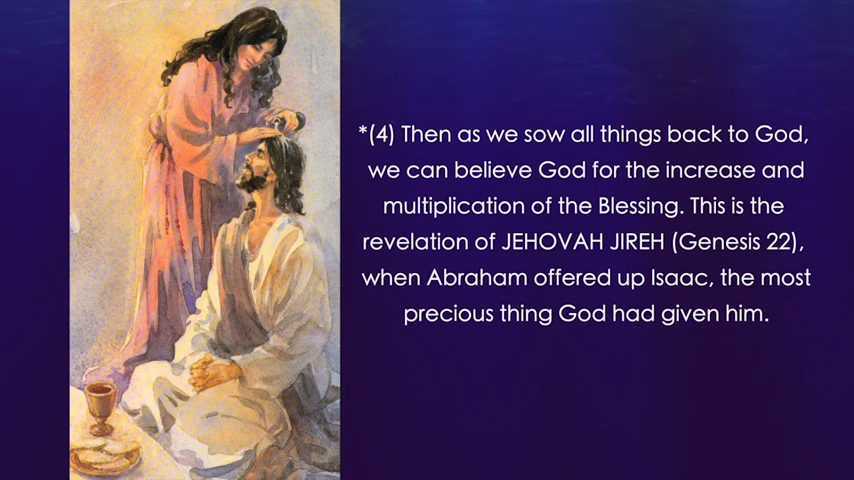 *(4) Then as we sow all things back to God,
we can believe God for the increase and
multiplication of the Blessing. This is the
revelation of JEHOVAH JIREH (Genesis 22),
when Abraham offered up Isaac, the most
precious thing God had given him.